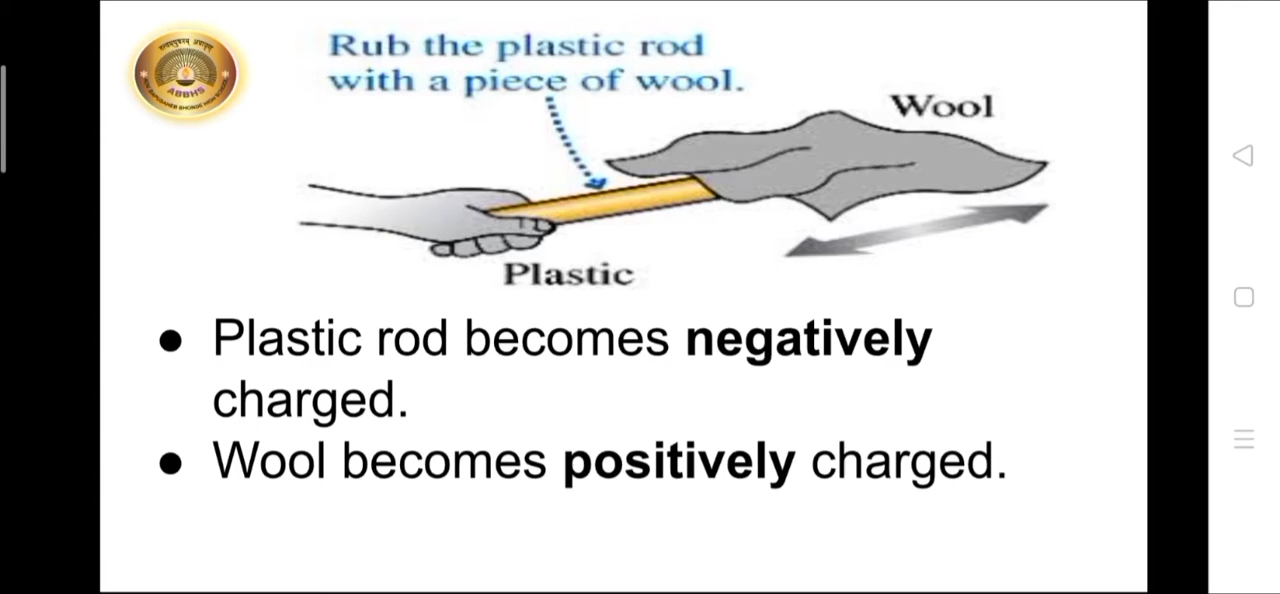 ABBHS
Rub the plastic rod
with a piece of wool.
Wool
Plastic
● Plastic rod becomes negatively
charged.
● Wool becomes positively charged.